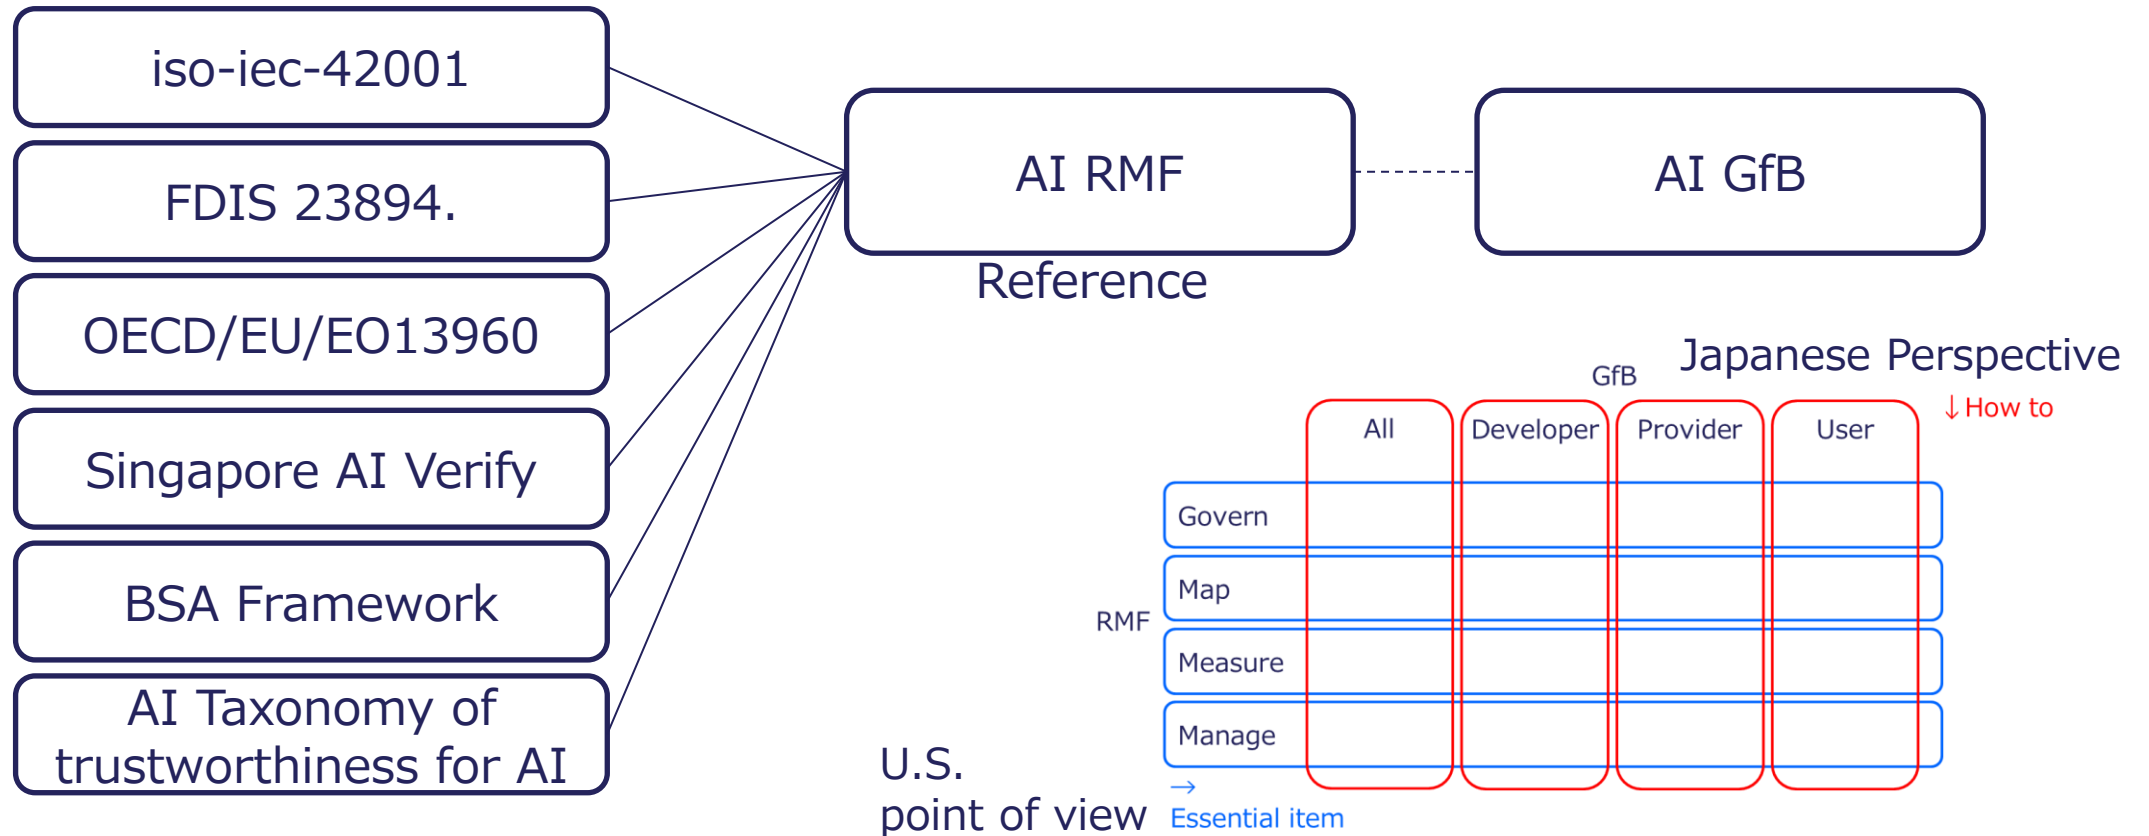 iso-iec-42001
FDIS 23894.
OECD/EU/EO13960
Singapore AI Verify
BSA Framework
AI Taxonomy of
trustworthiness for AI
AI RMF
Reference
AI GfB
Japanese Perspective
GfB
↓How to
All
Developer
Provider
User
RMF
Govern
Map
Measure
Manage
U.S.
point of view
→
Essential item